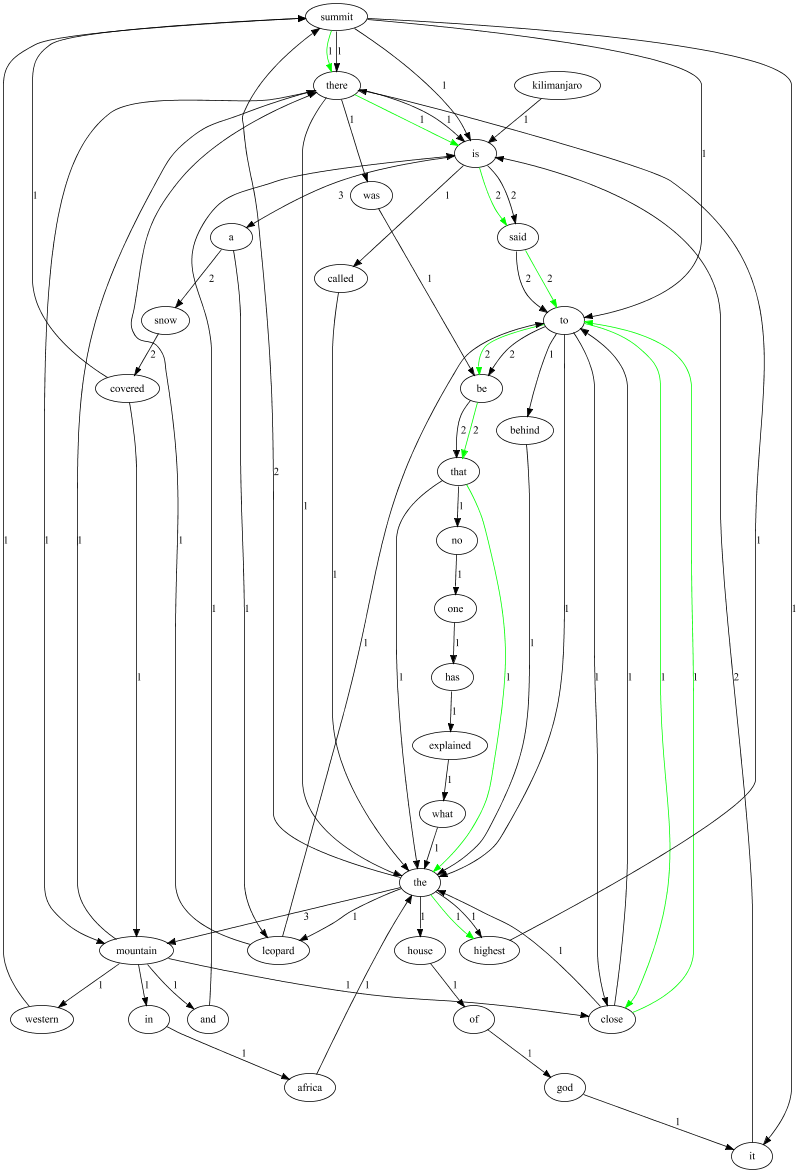 summit
1 1
there
kilimanjaro
1
1 1 1 1
is
1
3 was 1 2 2
a
said
called
2 1 2 2
snow
to
2
covered
2 2 1
be
behind
2 2
that
1
no
1
one
1
has
1
explained
1
what
1
1
2
1
1 1 1 1 1 1 1 1 1
1 1 1 1 1 1 1 2
the
3 1 1 1 1
mountain leopard house highest
1
1 1 1 1 1 1
western in and of close
1 1
africa god
1
it